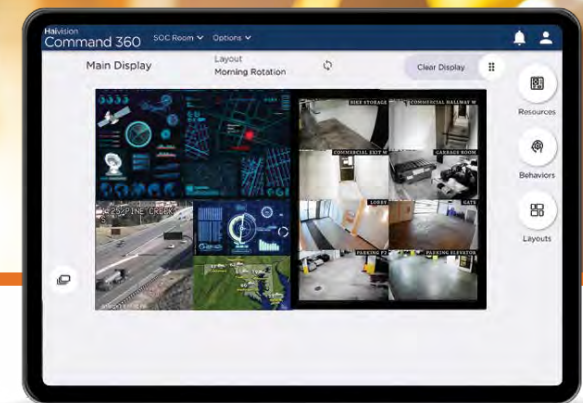 Haivision
Command 360
SOC Room
Options
Main Display
Layout
Morning Rotation
Clear Display
Resources
Behaviors
Layouts
BIKE STORAGE
COMMERCIAL HALLWAY W
COMMERCIAL EXIT W
GARBAGE ROOM
LOBBY
GATE
PARKING P2
PARKING ELEVATOR
PINE CREEK